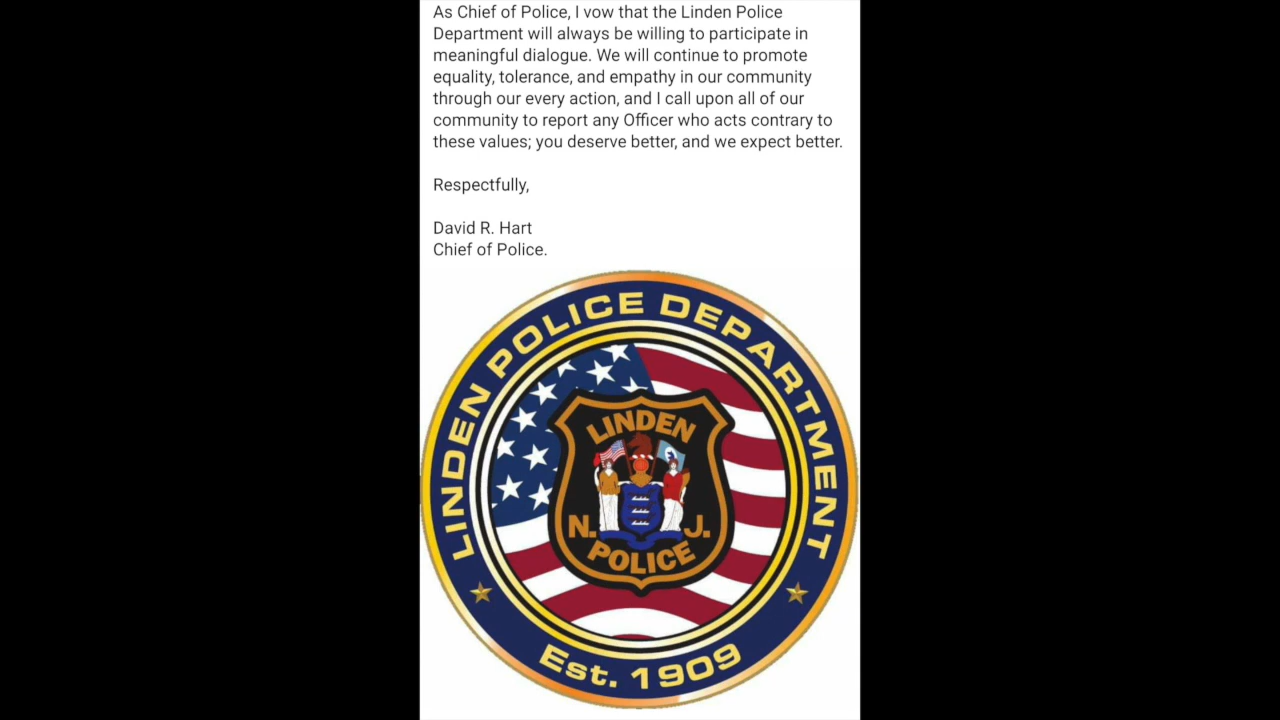 As Chief of Police, I vow that the Linden Police
Department will always be willing to participate in
meaningful dialogue. We will continue to promote
equality, tolerance, and empathy in our community
through our every action, and I call upon all of our
community to report any Officer who acts contrary to
these values; you deserve better, and we expect better.
Respectfully,
David R. Hart
Chief of Police.
LINDEN POLICE DEPARTMENT
LINDEN
N. J.
POLICE
Est. 1909